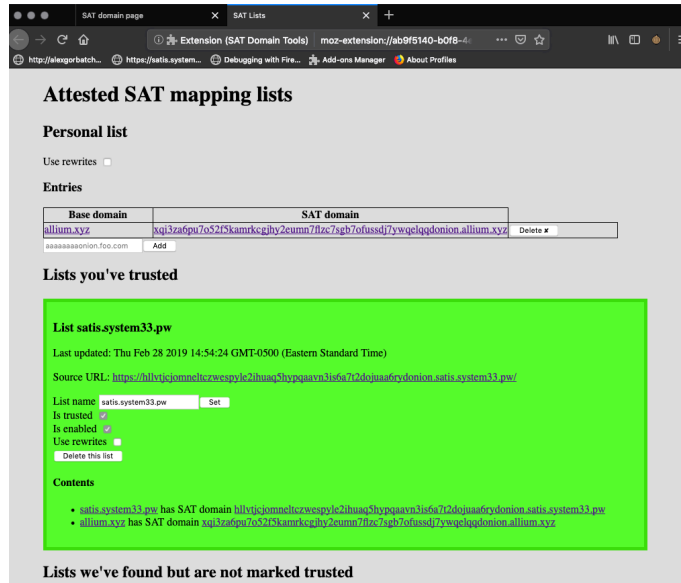 SAT domain page
SAT Lists
Extension (SAT Domain Tools) moz-extension://ab9f5140-b0f8-4
http://alexgorbatch... https://satis.system... Debugging with Fire... Add-ons Manager About Profiles
Attested SAT mapping lists
Personal list
Use rewrites
Entries
Base domain SAT domain
allium.xyz xqi3za6pu7o52f5kamrkcgjhy2eumn7flzc7sgb7ofussdj7ywqelqqdonion.allium.xyz Delete ✘
aaaaaaaaonion.foo.com Add
Lists you've trusted
List satis.system33.pw
Last updated: Thu Feb 28 2019 14:54:24 GMT-0500 (Eastern Standard Time)
Source URL: https://hllvtjcjomneltczwespyle2ihuaq5hypqaavn3is6a7t2dojuaa6rydonion.satis.system33.pw/
List name satis.system33.pw Set
Is trusted
Is enabled
Use rewrites
Delete this list
Contents
• satis.system33.pw has SAT domain hllvtjcjomneltczwespyle2ihuaq5hypqaavn3is6a7t2dojuaa6rydonion.satis.system33.pw
• allium.xyz has SAT domain xqi3za6pu7o52f5kamrkcgjhy2eumn7flzc7sgb7ofussdj7ywqelqqdonion.allium.xyz
Lists we've found but are not marked trusted